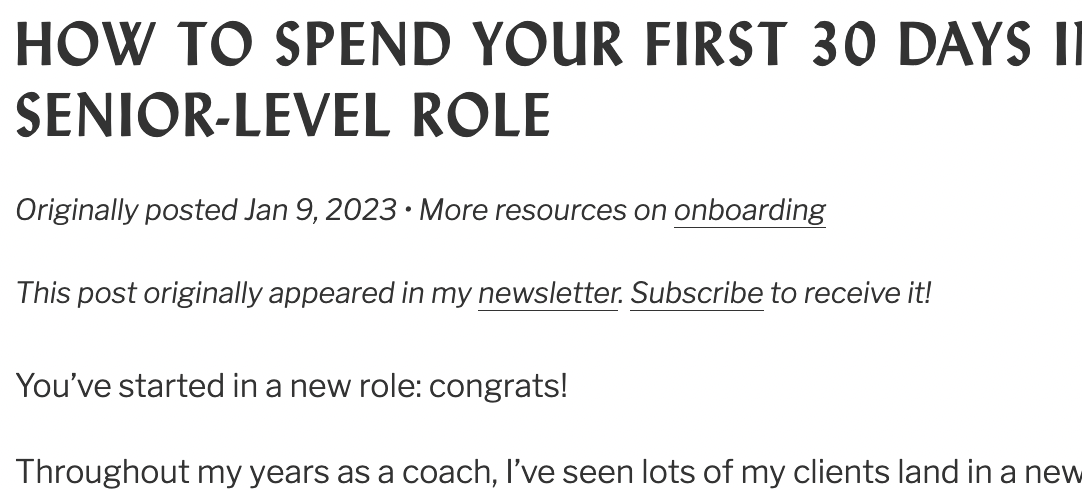 HOW TO SPEND YOUR FIRST 30 DAYS
SENIOR-LEVEL ROLE
Originally posted Jan 9, 2023 • More resources on onboarding
This post originally appeared in my newsletter. Subscribe to receive it!
You’ve started in a new role: congrats!
Throughout my years as a coach, I’ve seen lots of my clients land in a new